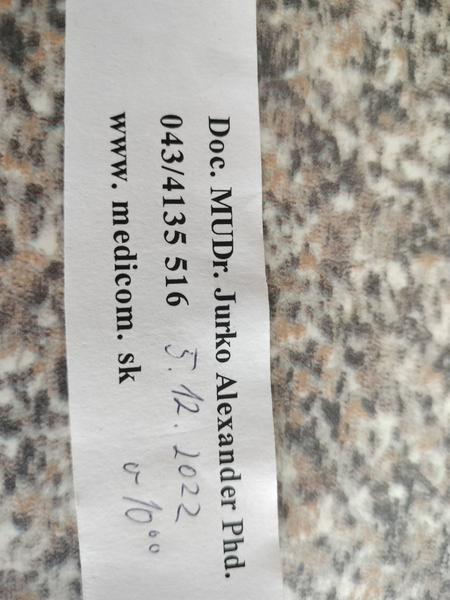 Doc. MUDr. Jurko Alexander Phd.
043/4135 516 5.12.2022
www. medicom. sk o 10⁰⁰